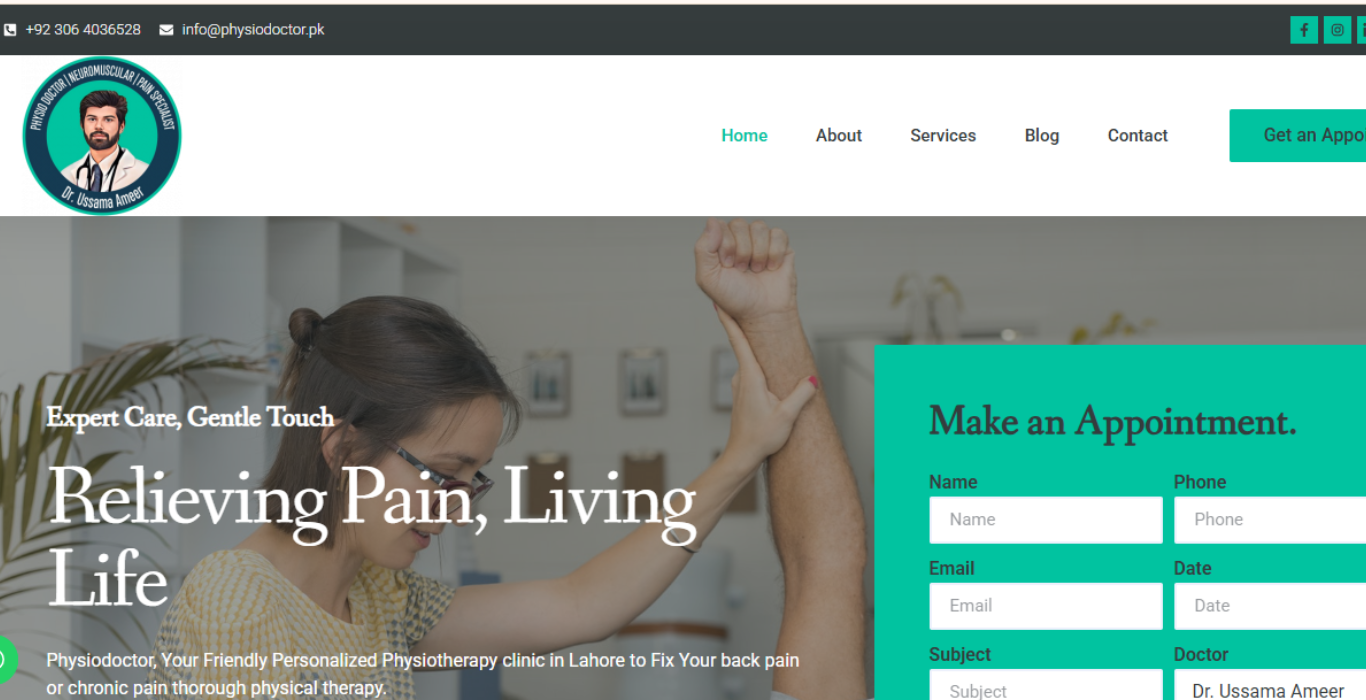 +92 306 4036528 info@physiodoctor.pk
PHYSIO DOCTOR | NEUROMUSCULAR | PAIN SPECIALIST
Dr. Ussama Ameer
Home About Services Blog Contact Get an Appoi
Expert Care, Gentle Touch
Relieving Pain, Living
Life
Physiodoctor, Your Friendly Personalized Physiotherapy clinic in Lahore to Fix Your back pain
or chronic pain thorough physical therapy.
Make an Appointment.
Name Phone
Name Phone
Email Date
Email Date
Subject Doctor
Subject Dr. Ussama Ameer